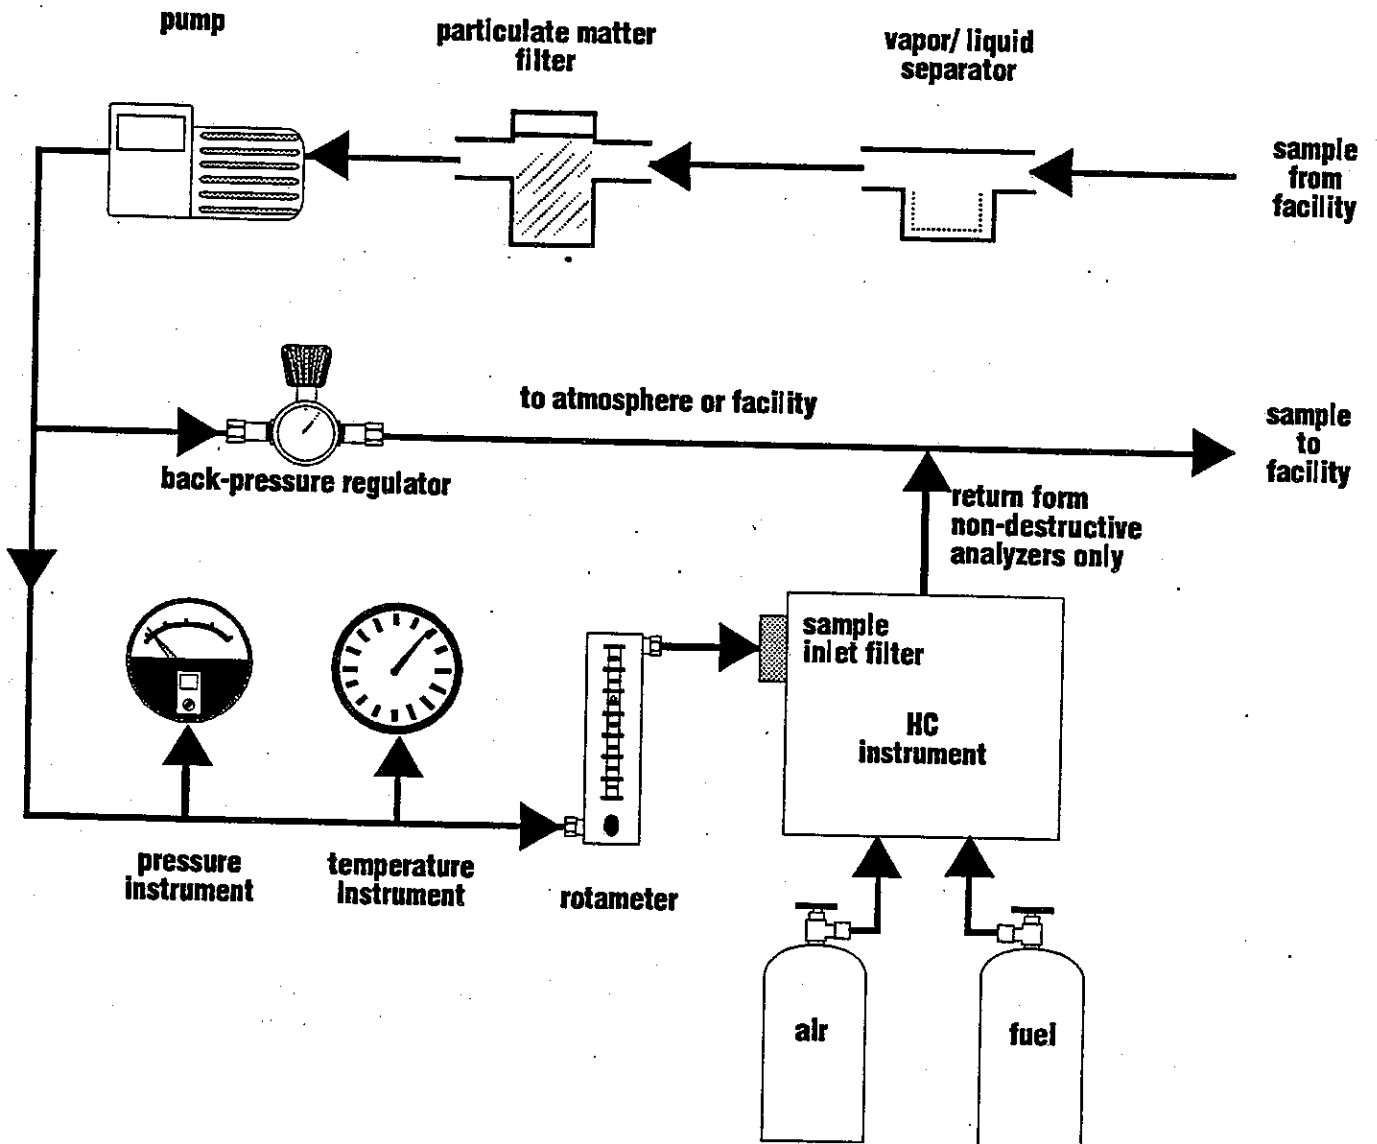 pump
particulate matter
filter
vapor/ liquid
separator
sample
from
facility
to atmosphere or facility
sample
to
facility
back-pressure regulator
return form
non-destructive
analyzers only
sample
inlet filter
HC
instrument
pressure
instrument
temperature
Instrument
rotameter
air
fuel